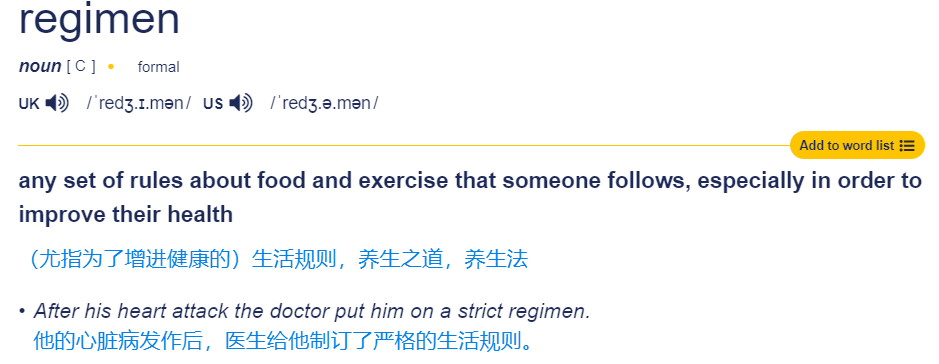 regimen
noun [ C ] • formal
UK /ˈredʒ.ɪ.mən/ US /ˈredʒ.ə.mən/
Add to word list
any set of rules about food and exercise that someone follows, especially in order to
improve their health
（尤指为了增进健康的）生活规则，养生之道，养生法
• After his heart attack the doctor put him on a strict regimen.
他的心脏病发作后，医生给他制订了严格的生活规则。